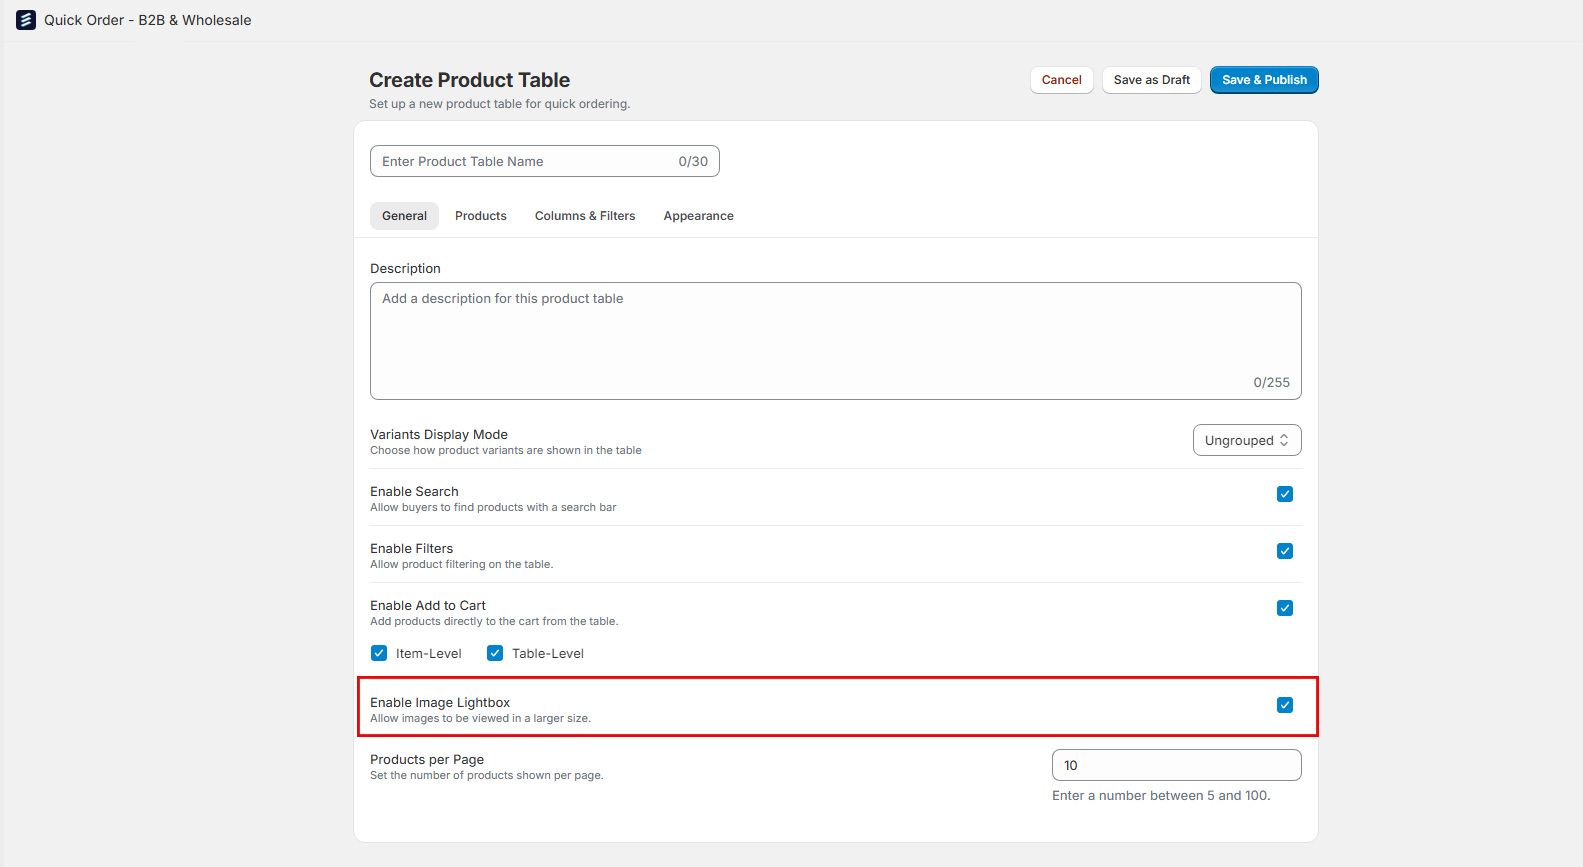 Quick Order - B2B & Wholesale
Create Product Table
Cancel
Save as Draft
Save & Publish
Set up a new product table for quick ordering.
Enter Product Table Name
0/30
General
Products
Columns & Filters
Appearance
Description
Add a description for this product table
0/255
Variants Display Mode
Choose how product variants are shown in the table
Ungrouped
Enable Search
Allow buyers to find products with a search bar
Enable Filters
Allow product filtering on the table.
Enable Add to Cart
Add products directly to the cart from the table.
Item-Level
Table-Level
Enable Image Lightbox
Allow images to be viewed in a larger size.
Products per Page
Set the number of products shown per page.
10
Enter a number between 5 and 100.